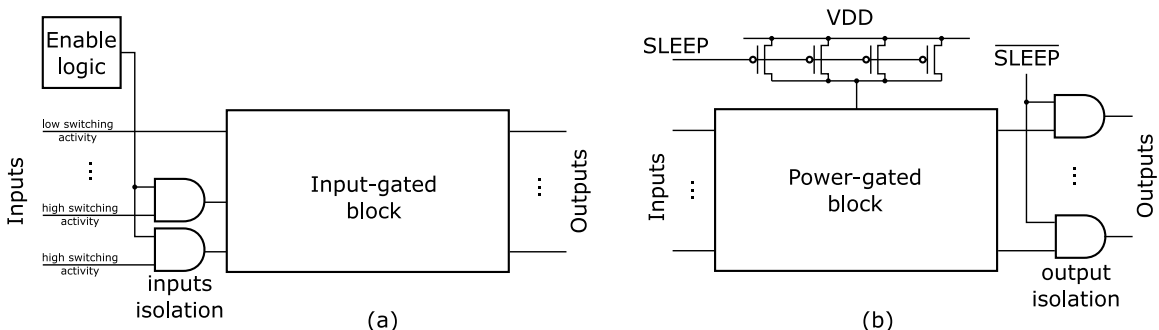 Enable
logic
Inputs
low switching
activity
⋮
high switching
activity
high switching
activity
inputs
isolation
Input-gated
block
⋮
Outputs
(a)
VDD
SLEEP
SLEEP
Inputs
⋮
Power-gated
block
⋮
Outputs
output
isolation
(b)